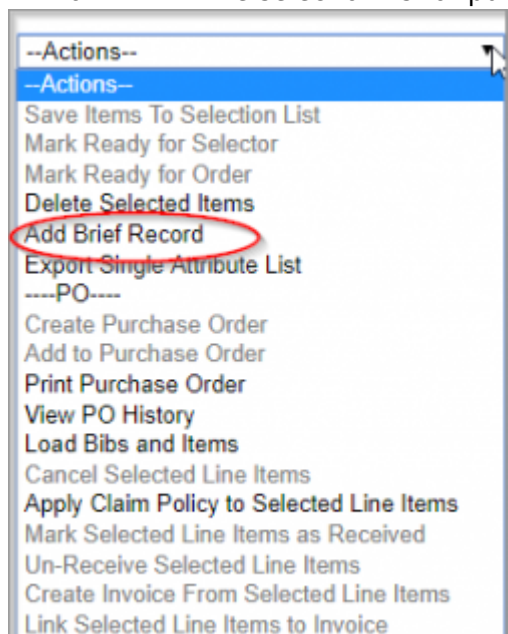 --Actions--
--Actions--
Save Items To Selection List
Mark Ready for Selector
Mark Ready for Order
Delete Selected Items
Add Brief Record
Export Single Attribute List
----PO----
Create Purchase Order
Add to Purchase Order
Print Purchase Order
View PO History
Load Bibs and Items
Cancel Selected Line Items
Apply Claim Policy to Selected Line Items
Mark Selected Line Items as Received
Un-Receive Selected Line Items
Create Invoice From Selected Line Items
Link Selected Line Items to Invoice